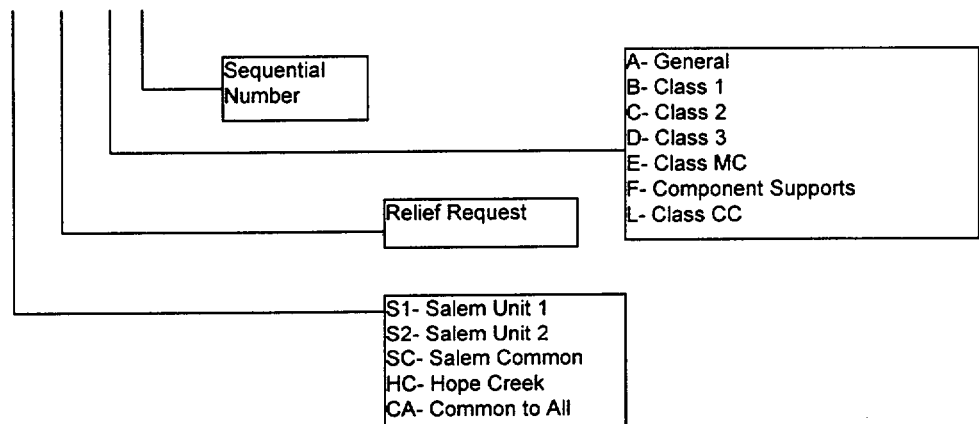 Sequential
Number
A- General
B- Class 1
C- Class 2
D- Class 3
E- Class MC
F- Component Supports
L- Class CC
Relief Request
S1- Salem Unit 1
S2- Salem Unit 2
SC- Salem Common
HC- Hope Creek
CA- Common to All